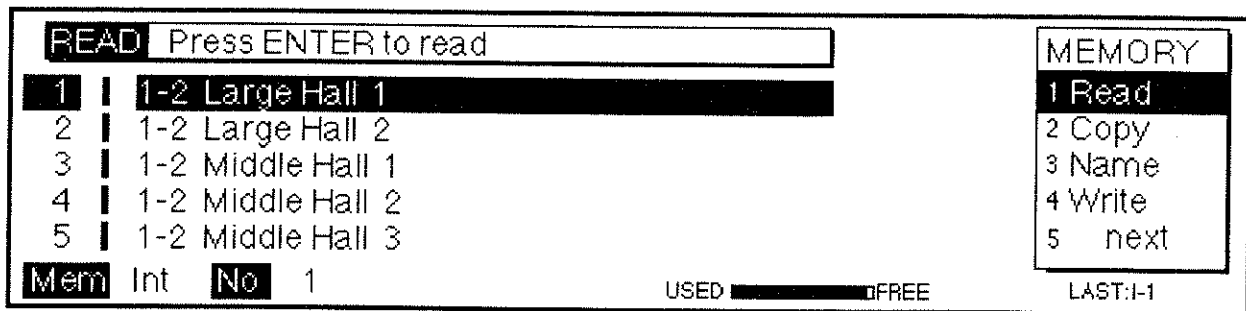 READ Press ENTER to read
1 1-2 Large Hall 1
2 1-2 Large Hall 2
3 1-2 Middle Hall 1
4 1-2 Middle Hall 2
5 1-2 Middle Hall 3
Mem Int No 1
USED FREE
MEMORY
1 Read
2 Copy
3 Name
4 Write
5 next
LAST:I-1